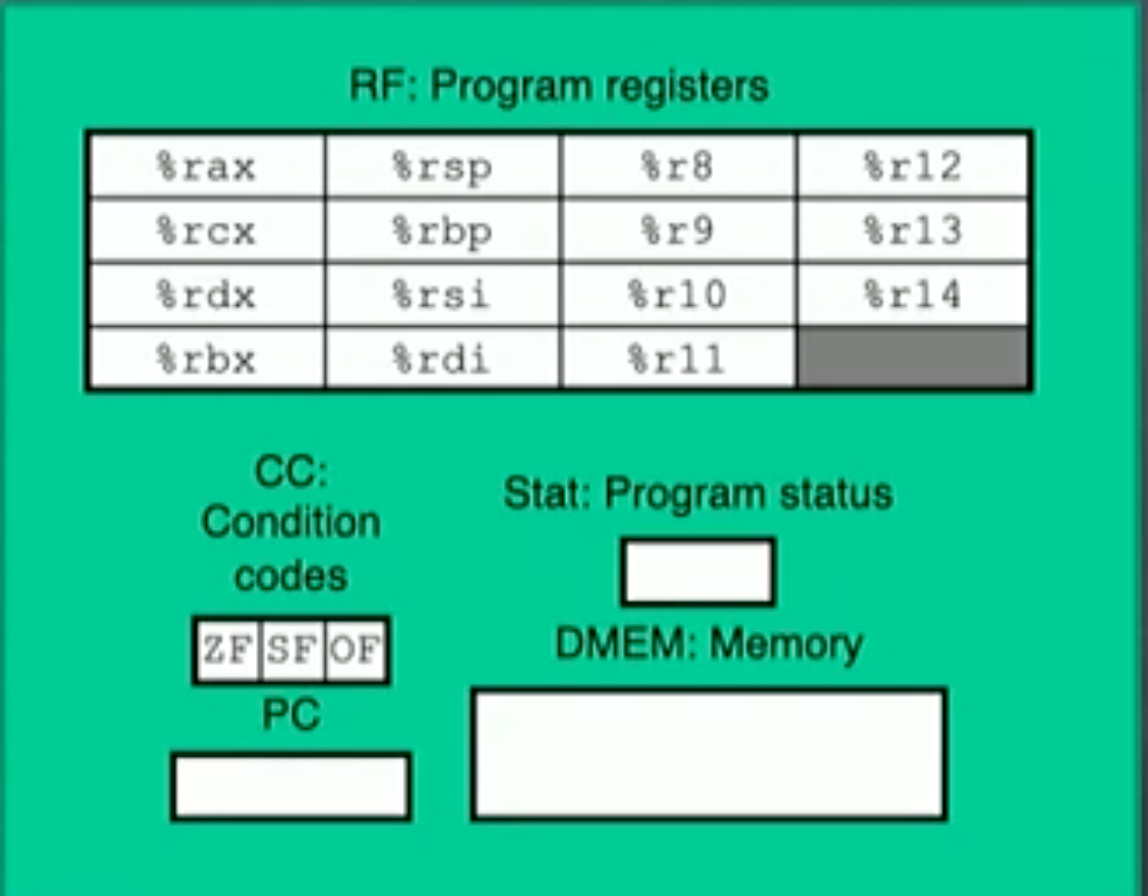 RF: Program registers
%rax %rsp %r8 %r12
%rcx %rbp %r9 %r13
%rdx %rsi %r10 %r14
%rbx %rdi %r11
CC:
Condition
codes
Stat: Program status
ZF SF OF
DMEM: Memory
PC